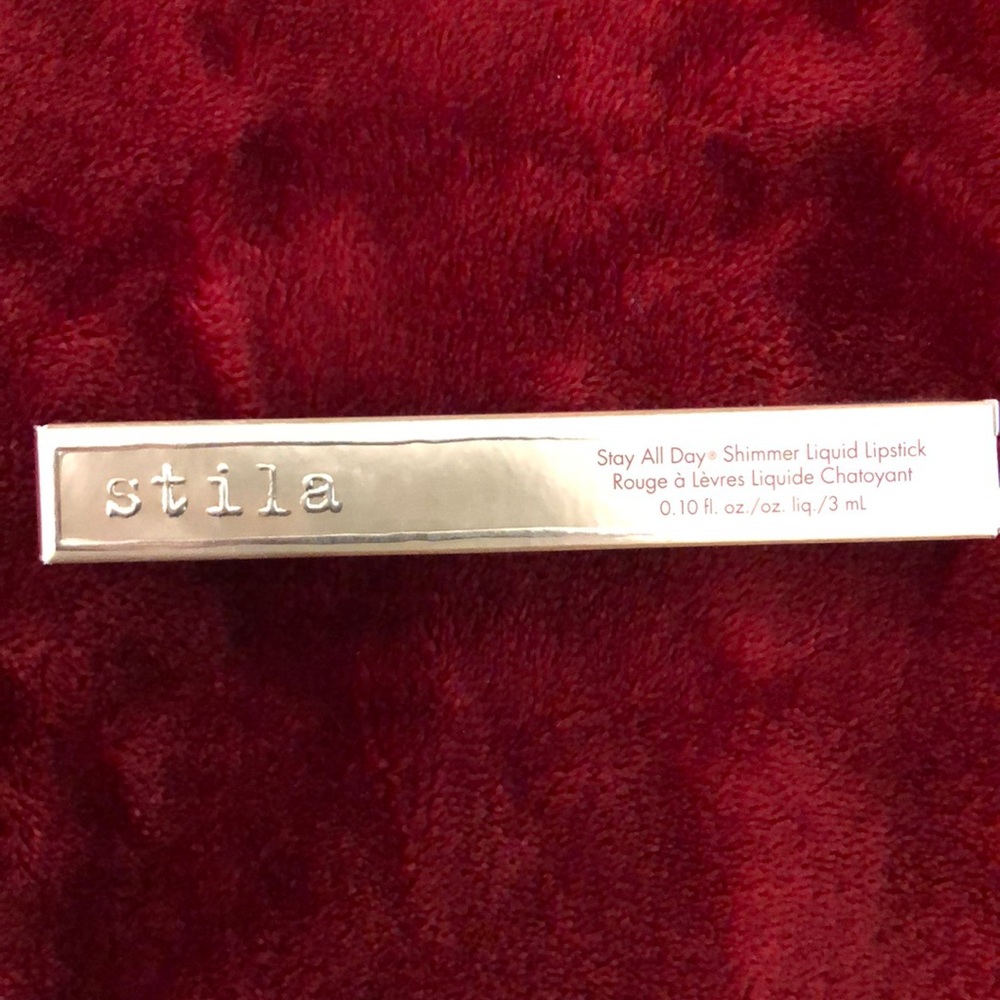 stila
Stay All Day® Shimmer Liquid Lipstick
Rouge à Lèvres Liquide Chatoyant
0.10 fl. oz./oz. liq./3 mL